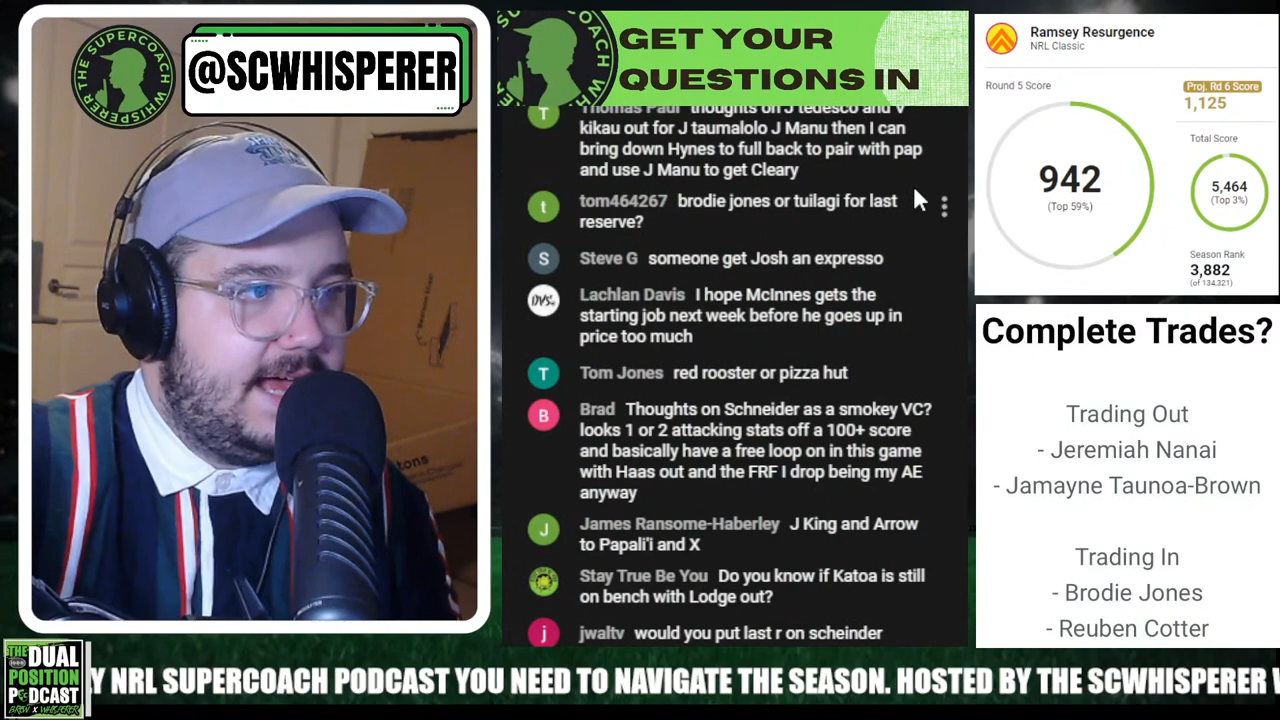 THE SUPERCOACH WHISPERER
@SCWHISPERER
GET YOUR
QUESTIONS IN
Thomas Paul thoughts on J tedesco and V
kikau out for J taumalolo J Manu then I can
bring down Hynes to full back to pair with pap
and use J Manu to get Cleary
tom464267 brodie jones or tuilagi for last
reserve?
Steve G someone get Josh an expresso
Lachlan Davis I hope McInnes gets the
starting job next week before he goes up in
price too much
Tom Jones red rooster or pizza hut
Brad Thoughts on Schneider as a smokey VC?
looks 1 or 2 attacking stats off a 100+ score
and basically have a free loop on in this game
with Haas out and the FRF I drop being my AE
anyway
James Ransome-Haberley J King and Arrow
to Papali'i and X
Stay True Be You Do you know if Katoa is still
on bench with Lodge out?
jwaltv would you put last r on scheinder
Ramsey Resurgence
NRL Classic
Round 5 Score
942
(Top 59%)
Proj. Rd 6 Score
1,125
Total Score
5,464
(Top 3%)
Season Rank
3,882
(of 134,321)
Complete Trades?
Trading Out
- Jeremiah Nanai
- Jamayne Taunoa-Brown
Trading In
- Brodie Jones
- Reuben Cotter
THE DUAL
POSITION
PODCAST
BREW X WHISPERER
Y NRL SUPERCOACH PODCAST YOU NEED TO NAVIGATE THE SEASON. HOSTED BY THE SCWHISPERER